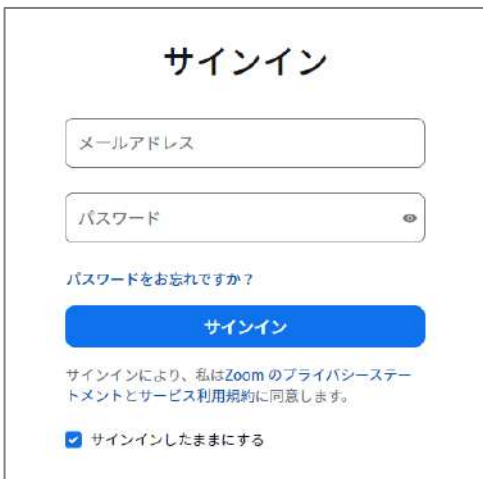 サインイン
メールアドレス
パスワード
パスワードをお忘れですか？
サインイン
サインインにより、私はZoom のプライバシーステー
トメントとサービス利用規約に同意します。
サインインしたままにする